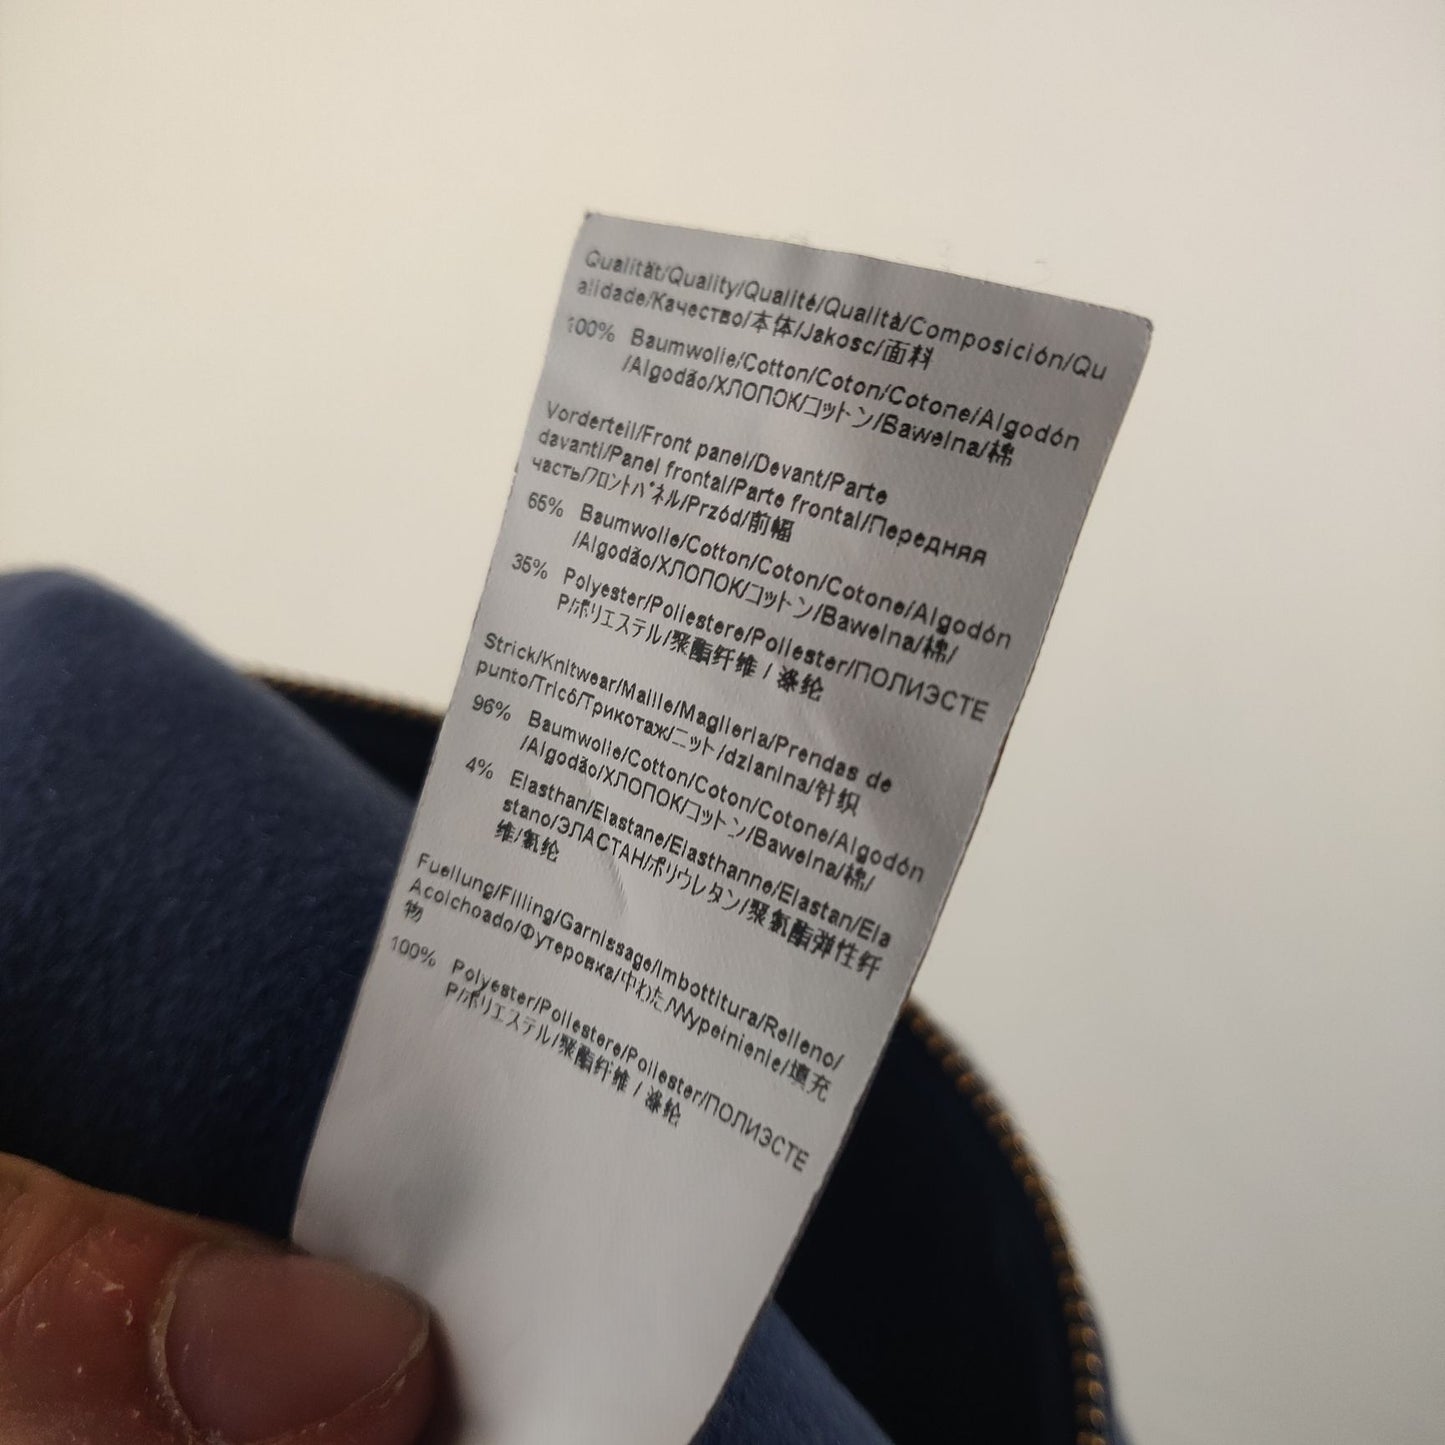 Qualität/Quality/Qualité/Qualità/Composición/Qu
alidade/Качество/本体/Jakosc/面料
100% Baumwolle/Cotton/Coton/Cotone/Algodón
/Algodão/ХЛОПОК/コットン/Bawelna/棉
Vorderteil/Front panel/Devant/Parte
davanti/Panel frontal/Parte frontal/Передняя
часть/フロントパネル/Przód/前幅
65% Baumwolle/Cotton/Coton/Cotone/Algodón
/Algodão/ХЛОПОК/コットン/Bawelna/棉/
35% Polyester/Poliestere/Poliester/ПОЛИЭСТЕ
Р/ポリエステル/聚酯纤维 / 涤纶
Strick/Knitwear/Maille/Maglieria/Prendas de
punto/Tricô/Трикотаж/ニット/dzianina/针织
96% Baumwolle/Cotton/Coton/Cotone/Algodón
/Algodão/ХЛОПОК/コットン/Bawelna/棉/
4% Elasthan/Elastane/Elasthanne/Elastan/Ela
stano/ЭЛАСТАН/ポリウレタン/聚氨酯弹性纤
维/氨纶
Fuellung/Filling/Garnissage/Imbottitura/Relleno/
Acolchoado/Футеровка/中わた/Wypelnienie/填充
物
100% Polyester/Poliestere/Poliester/ПОЛИЭСТЕ
Р/ポリエステル/聚酯纤维 / 涤纶